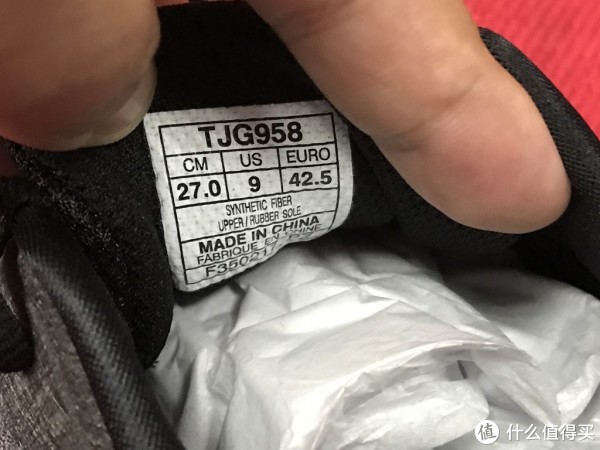 TJG958
CM US EURO
27.0 9 42.5
SYNTHETIC FIBER
UPPER / RUBBER SOLE
MADE IN CHINA
FABRIQUE EN CHINE
值 什么值得买